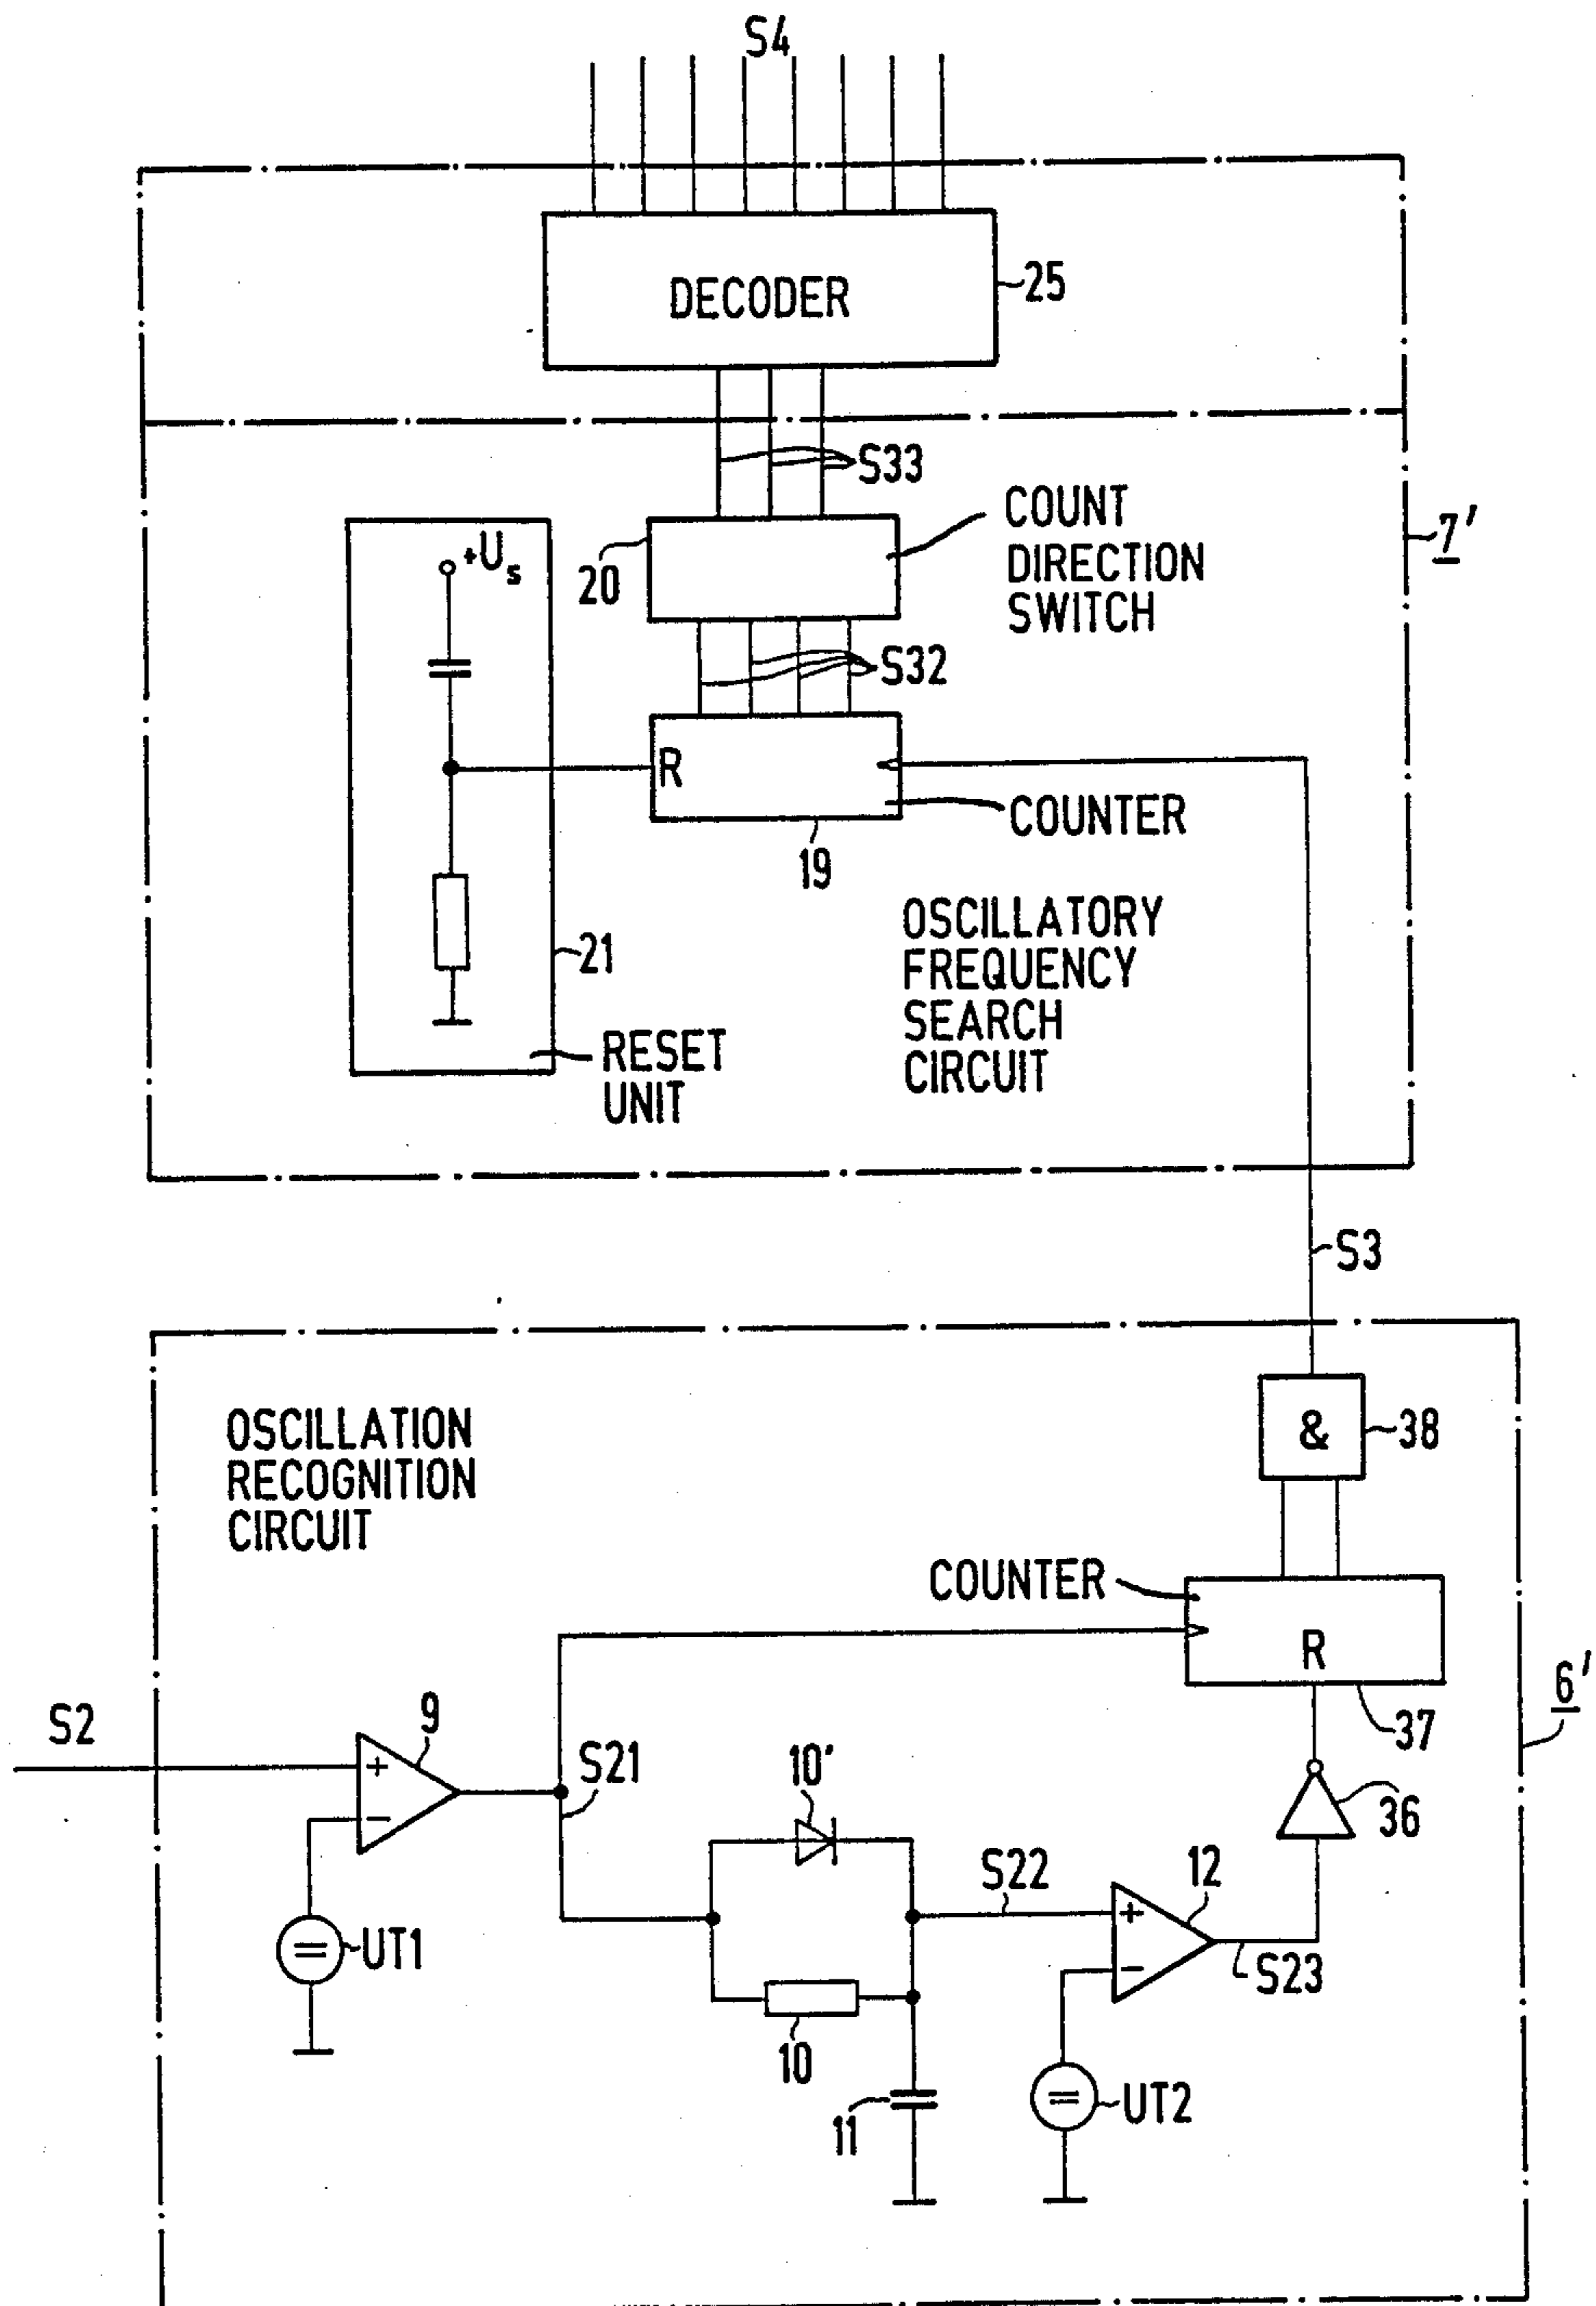 S4
DECODER
25
S33
COUNT
DIRECTION
SWITCH
7'
20
+Us
S32
R
COUNTER
19
OSCILLATORY
FREQUENCY
SEARCH
CIRCUIT
21
RESET
UNIT
S3
OSCILLATION
RECOGNITION
CIRCUIT
&
38
COUNTER
R
37
6'
S2
9
+
−
S21
10'
36
UT1
S22
12
+
−
S23
10
11
UT2